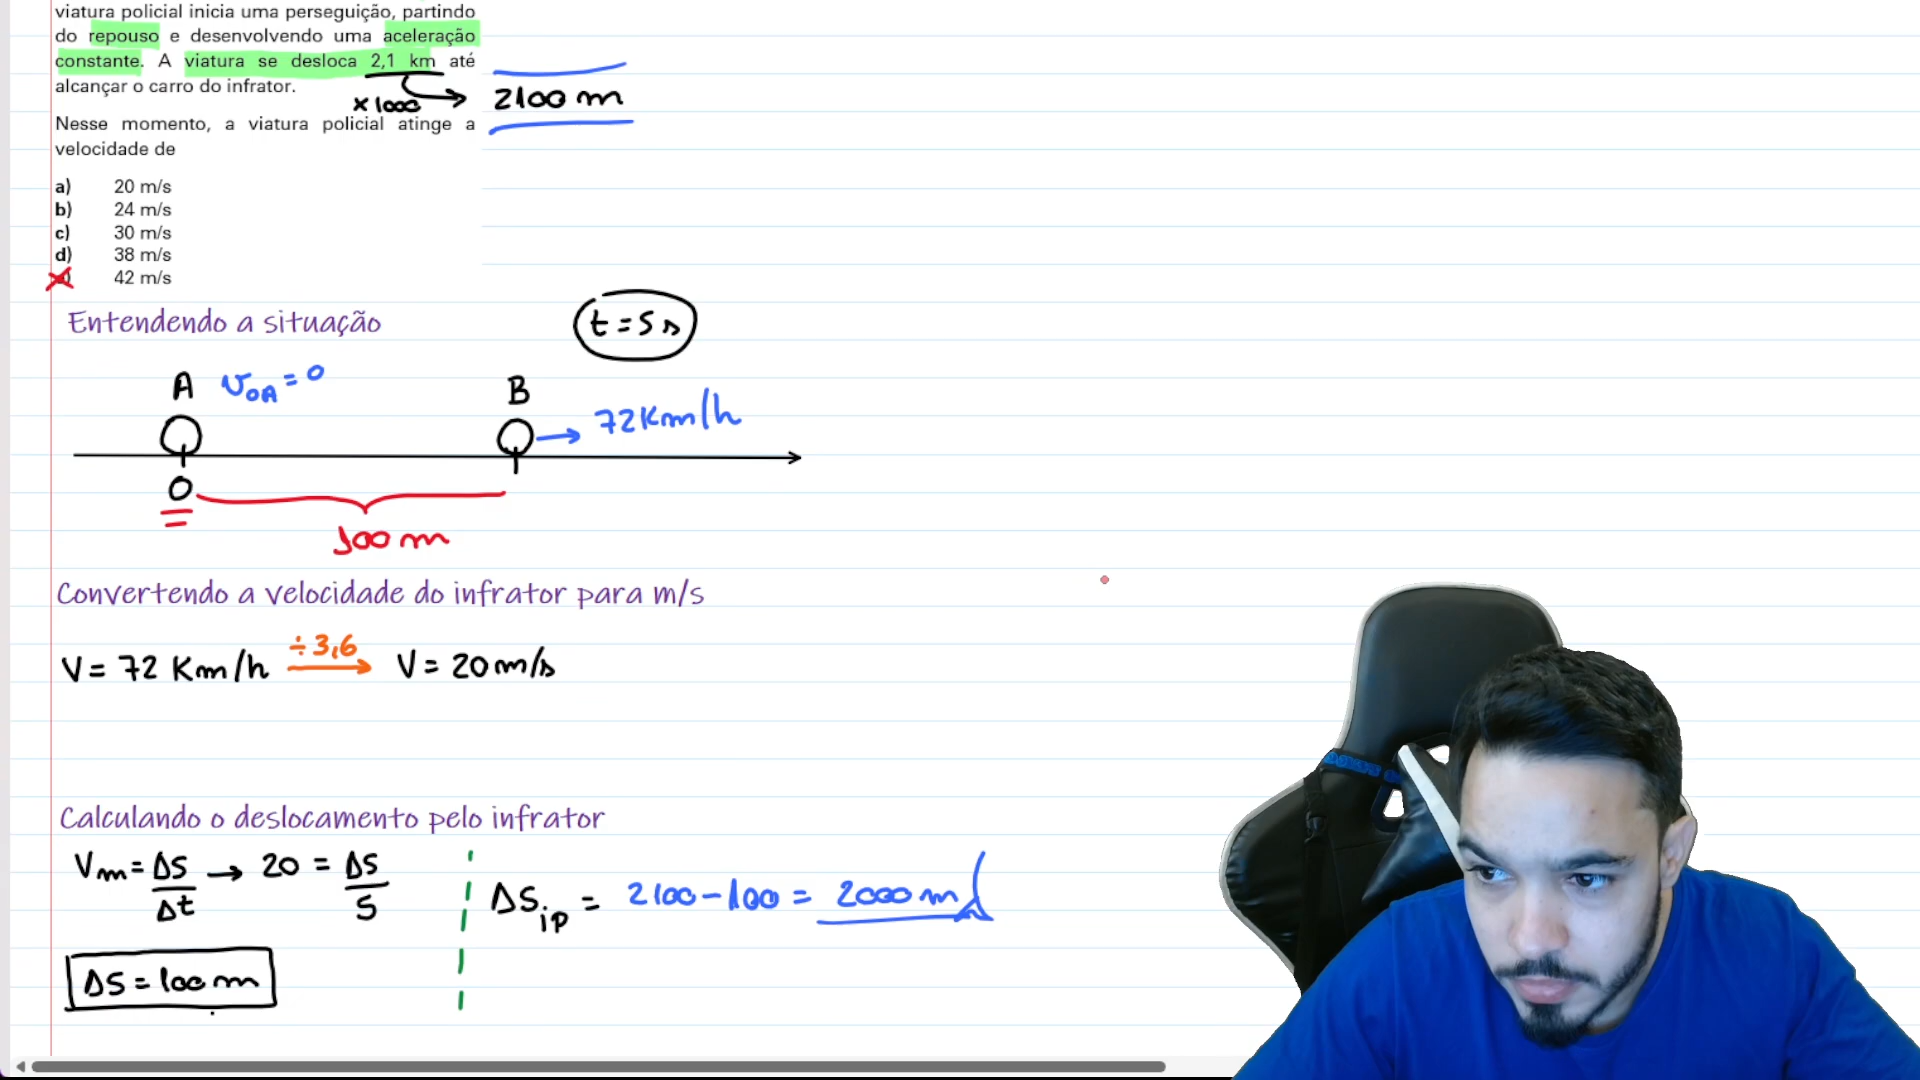 viatura policial inicia uma perseguição, partindo
do repouso e desenvolvendo uma aceleração
constante. A viatura se desloca 2,1 km até
alcançar o carro do infrator.
x1000
2100 m
Nesse momento, a viatura policial atinge a
velocidade de
a) 20 m/s
b) 24 m/s
c) 30 m/s
d) 38 m/s
42 m/s
Entendendo a situação
t = 5 s
A
V0A = 0
B
72 Km/h
0
100 m
Convertendo a velocidade do infrator para m/s
V = 72 Km/h ÷3,6 → V = 20 m/s
Calculando o deslocamento pelo infrator
Vm = ΔS/Δt → 20 = ΔS/5
ΔSip = 2100 - 100 = 2000 m
ΔS = 100 m